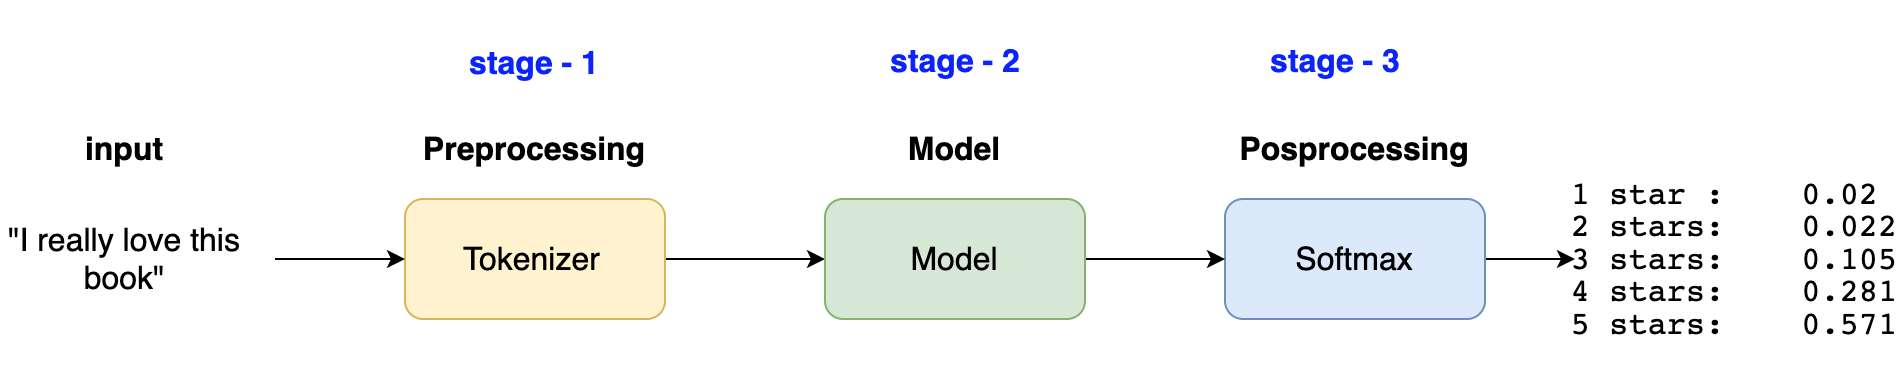 stage - 1
stage - 2
stage - 3
input
Preprocessing
Model
Posprocessing
"I really love this
book"
Tokenizer
Model
Softmax
1 star :    0.02
2 stars:    0.022
3 stars:    0.105
4 stars:    0.281
5 stars:    0.571